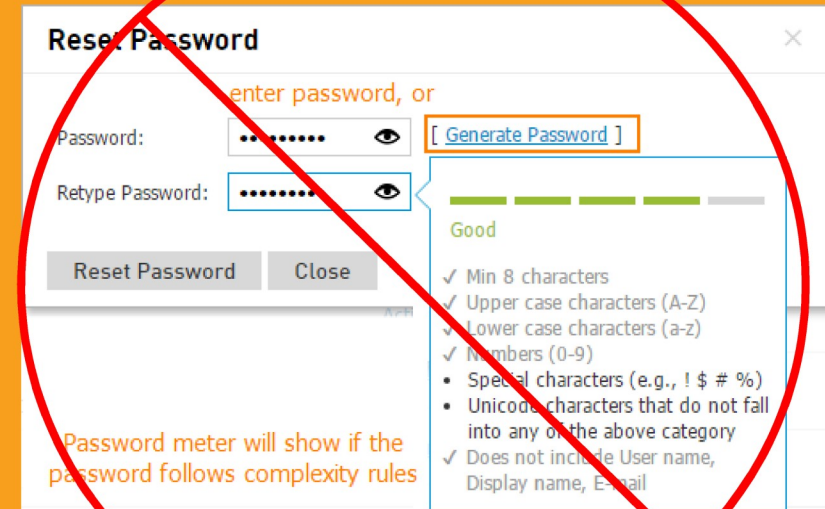 Reset Password
enter password, or
Password:
[ Generate Password ]
Retype Password:
Good
Reset Password
Close
✓ Min 8 characters
✓ Upper case characters (A-Z)
✓ Lower case characters (a-z)
✓ Numbers (0-9)
• Special characters (e.g., ! $ # %)
• Unicode characters that do not fall
into any of the above category
✓ Does not include User name,
Display name, E-mail
Password meter will show if the
password follows complexity rules